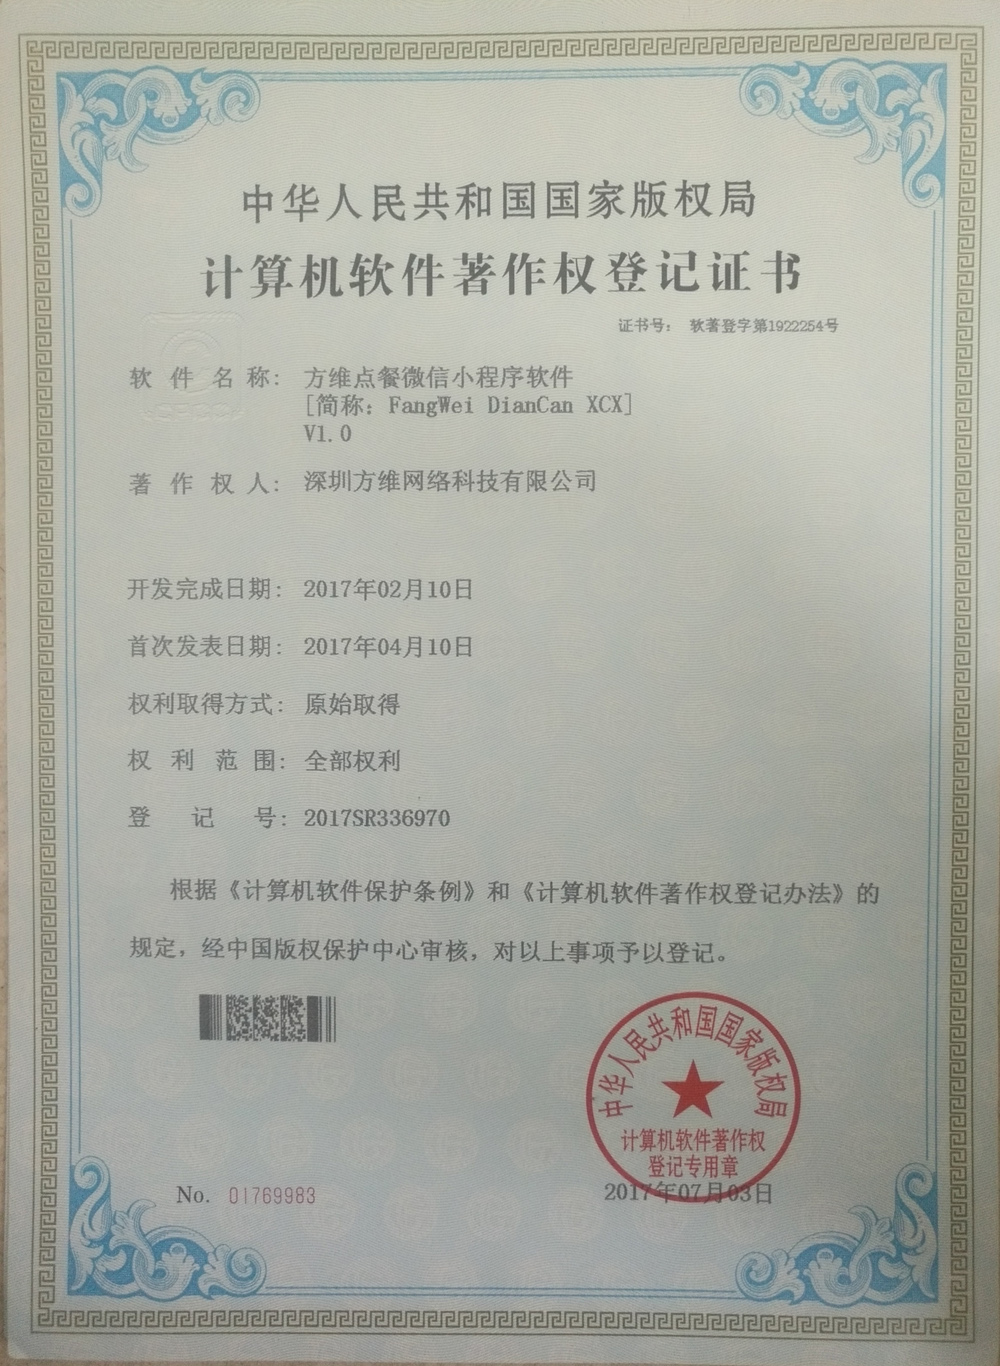 中华人民共和国国家版权局
计算机软件著作权登记证书
证书号： 软著登字第1922254号
软件名称： 方维点餐微信小程序软件
[简称：FangWei DianCan XCX]
V1.0
著作权人： 深圳方维网络科技有限公司
开发完成日期： 2017年02月10日
首次发表日期： 2017年04月10日
权利取得方式： 原始取得
权利范围： 全部权利
登记号： 2017SR336970
根据《计算机软件保护条例》和《计算机软件著作权登记办法》的
规定，经中国版权保护中心审核，对以上事项予以登记。
中华人民共和国国家版权局
计算机软件著作权
登记专用章
No. 01769983
2017年07月03日